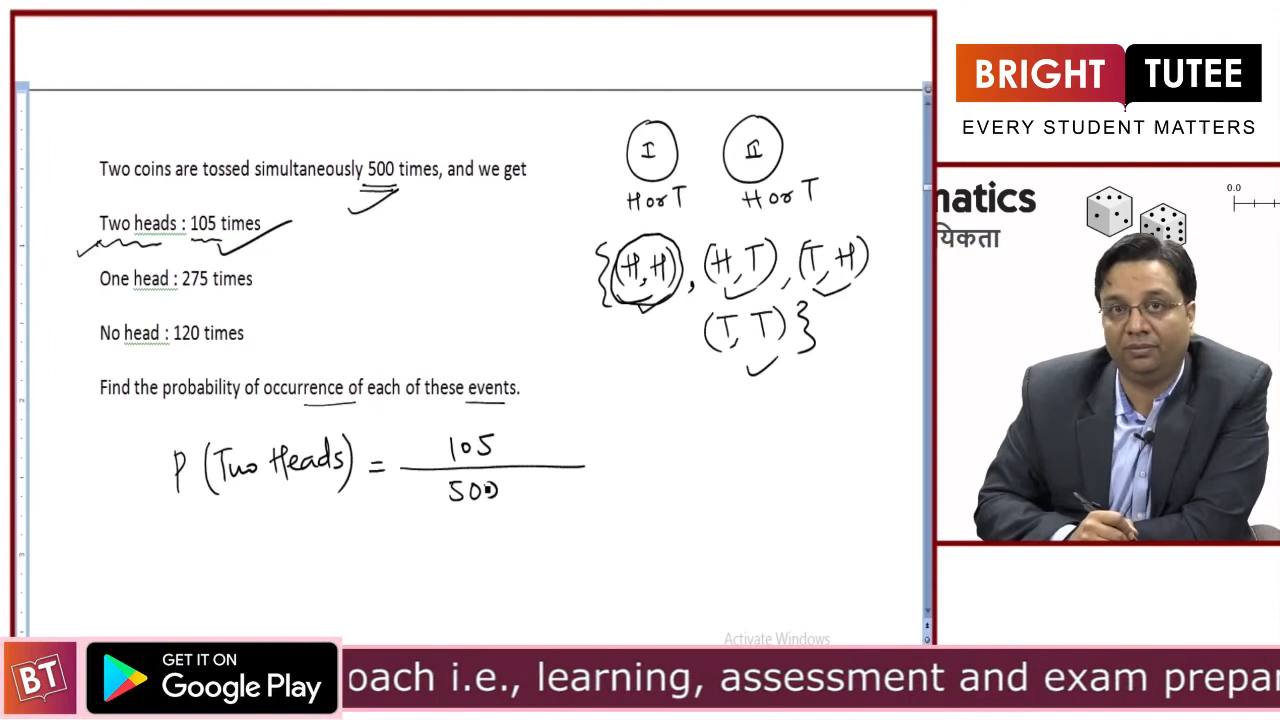 BRIGHT TUTEE
EVERY STUDENT MATTERS
Two coins are tossed simultaneously 500 times, and we get
Two heads : 105 times
One head : 275 times
No head : 120 times
Find the probability of occurrence of each of these events.
P (Two Heads) = 105
500
I II
H or T H or T
{(H, H), (H, T), (T, H)
(T, T)}
matics
यिकता
0.0
Activate Windows
BT
GET IT ON
Google Play
oach i.e., learning, assessment and exam prepar